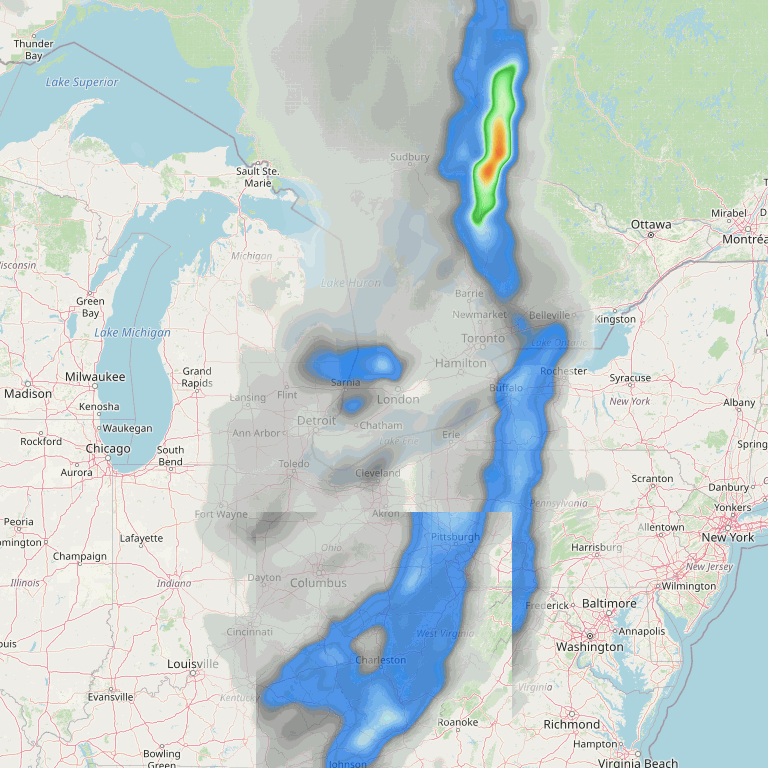 Thunder
Bay
Lake Superior
Sudbury
Sault Ste.
Marie
Ottawa
Mirabel
Montréa
Michigan
isconsin
Lake Huron
Green
Bay
Barrie
Newmarket
Belleville
Kingston
Lake Michigan
Toronto
Lake Ontario
Hamilton
Rochester
Milwaukee
Grand
Rapids
Sarnia
Syracuse
Madison
Flint
Buffalo
Lansing
London
New York
Albany
Kenosha
Waukegan
Detroit
Chatham
Rockford
Ann Arbor
Lake Erie
Erie
Spring
Chicago
South
Bend
Aurora
Toledo
Cleveland
Scranton
Danbury
Pennsylvania
Yonkers
Fort Wayne
Akron
Peoria
Allentown
New York
omington
Lafayette
Pittsburgh
Ohio
Harrisburg
Champaign
New Jersey
Dayton
Columbus
Illinois
Indiana
Wilmington
Frederick
Baltimore
Cincinnati
West Virginia
Annapolis
ouis
Washington
Louisville
Charleston
Evansville
Kentucky
Virginia
Roanoke
Richmond
Bowling
Green
Hampton
Johnson
Virginia Beach